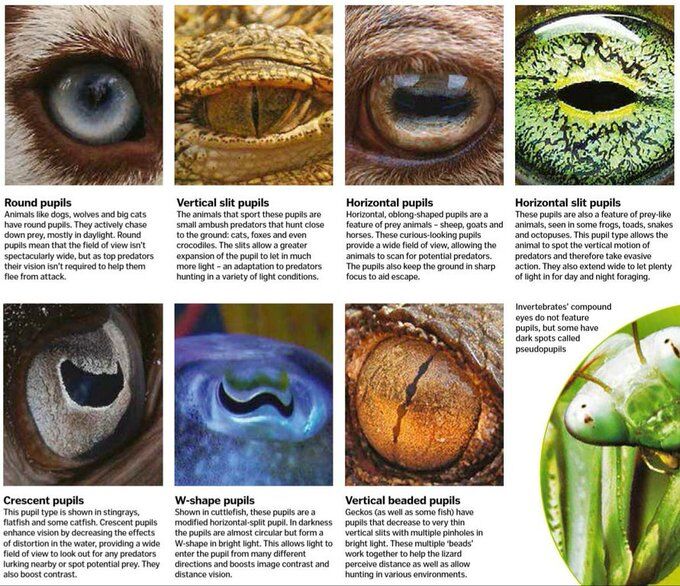 Round pupils
Animals like dogs, wolves and big cats
have round pupils. They actively chase
down prey, mostly in daylight. Round
pupils mean that the field of view isn't
spectacularly wide, but as top predators
their vision isn't required to help them
flee from attack.
Vertical slit pupils
The animals that sport these pupils are
small ambush predators that hunt close
to the ground: cats, foxes and even
crocodiles. The slits allow a greater
expansion of the pupil to let in much
more light – an adaptation to predators
hunting in a variety of light conditions.
Horizontal pupils
Horizontal, oblong-shaped pupils are a
feature of prey animals – sheep, goats and
horses. These curious-looking pupils
provide a wide field of view, allowing the
animals to scan for potential predators.
The pupils also keep the ground in sharp
focus to aid escape.
Horizontal slit pupils
These pupils are also a feature of prey-like
animals, seen in some frogs, toads, snakes
and octopuses. This pupil type allows the
animal to spot the vertical motion of
predators and therefore take evasive
action. They also extend wide to let plenty
of light in for day and night foraging.
Invertebrates' compound
eyes do not feature
pupils, but some have
dark spots called
pseudopupils
Crescent pupils
This pupil type is shown in stingrays,
flatfish and some catfish. Crescent pupils
enhance vision by decreasing the effects
of distortion in the water, providing a wide
field of view to look out for any predators
lurking nearby or spot potential prey. They
also boost contrast.
W-shape pupils
Shown in cuttlefish, these pupils are a
modified horizontal-split pupil. In darkness
the pupils are almost circular but form a
W-shape in bright light. This allows light to
enter the pupil from many different
directions and boosts image contrast and
distance vision.
Vertical beaded pupils
Geckos (as well as some fish) have
pupils that decrease to very thin
vertical slits with multiple pinholes in
bright light. These multiple 'beads'
work together to help the lizard
perceive distance as well as allow
hunting in various environments.